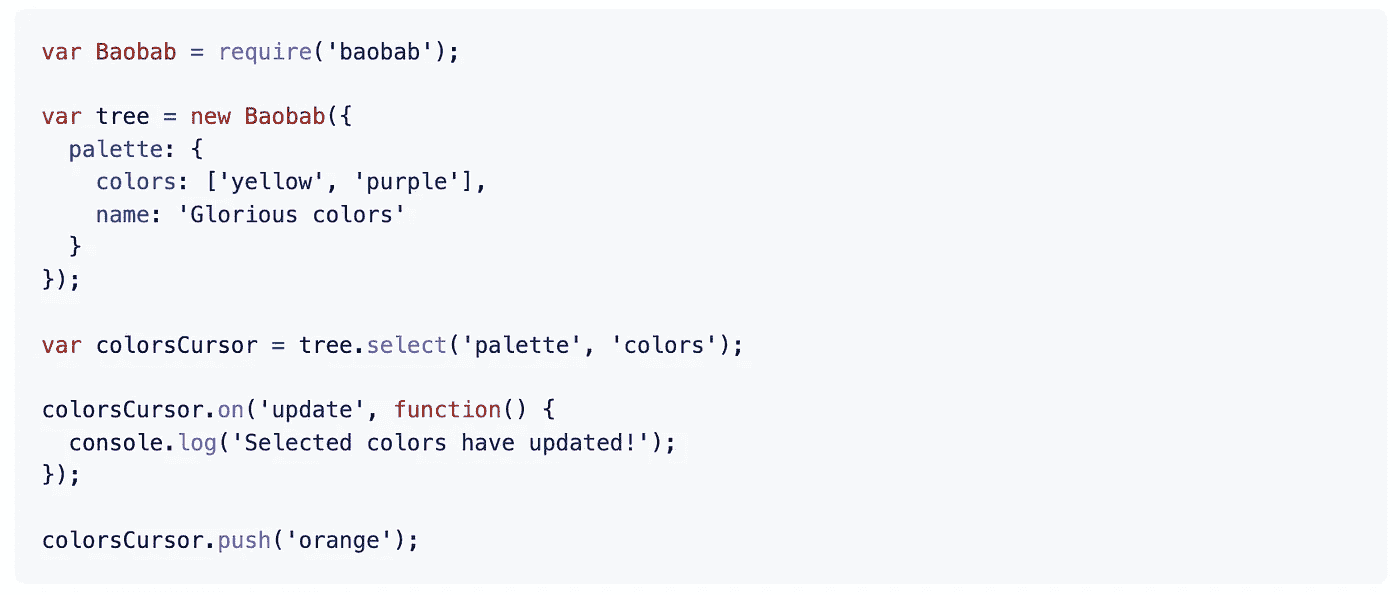 var Baobab = require('baobab');

var tree = new Baobab({
  palette: {
    colors: ['yellow', 'purple'],
    name: 'Glorious colors'
  }
});

var colorsCursor = tree.select('palette', 'colors');

colorsCursor.on('update', function() {
  console.log('Selected colors have updated!');
});

colorsCursor.push('orange');